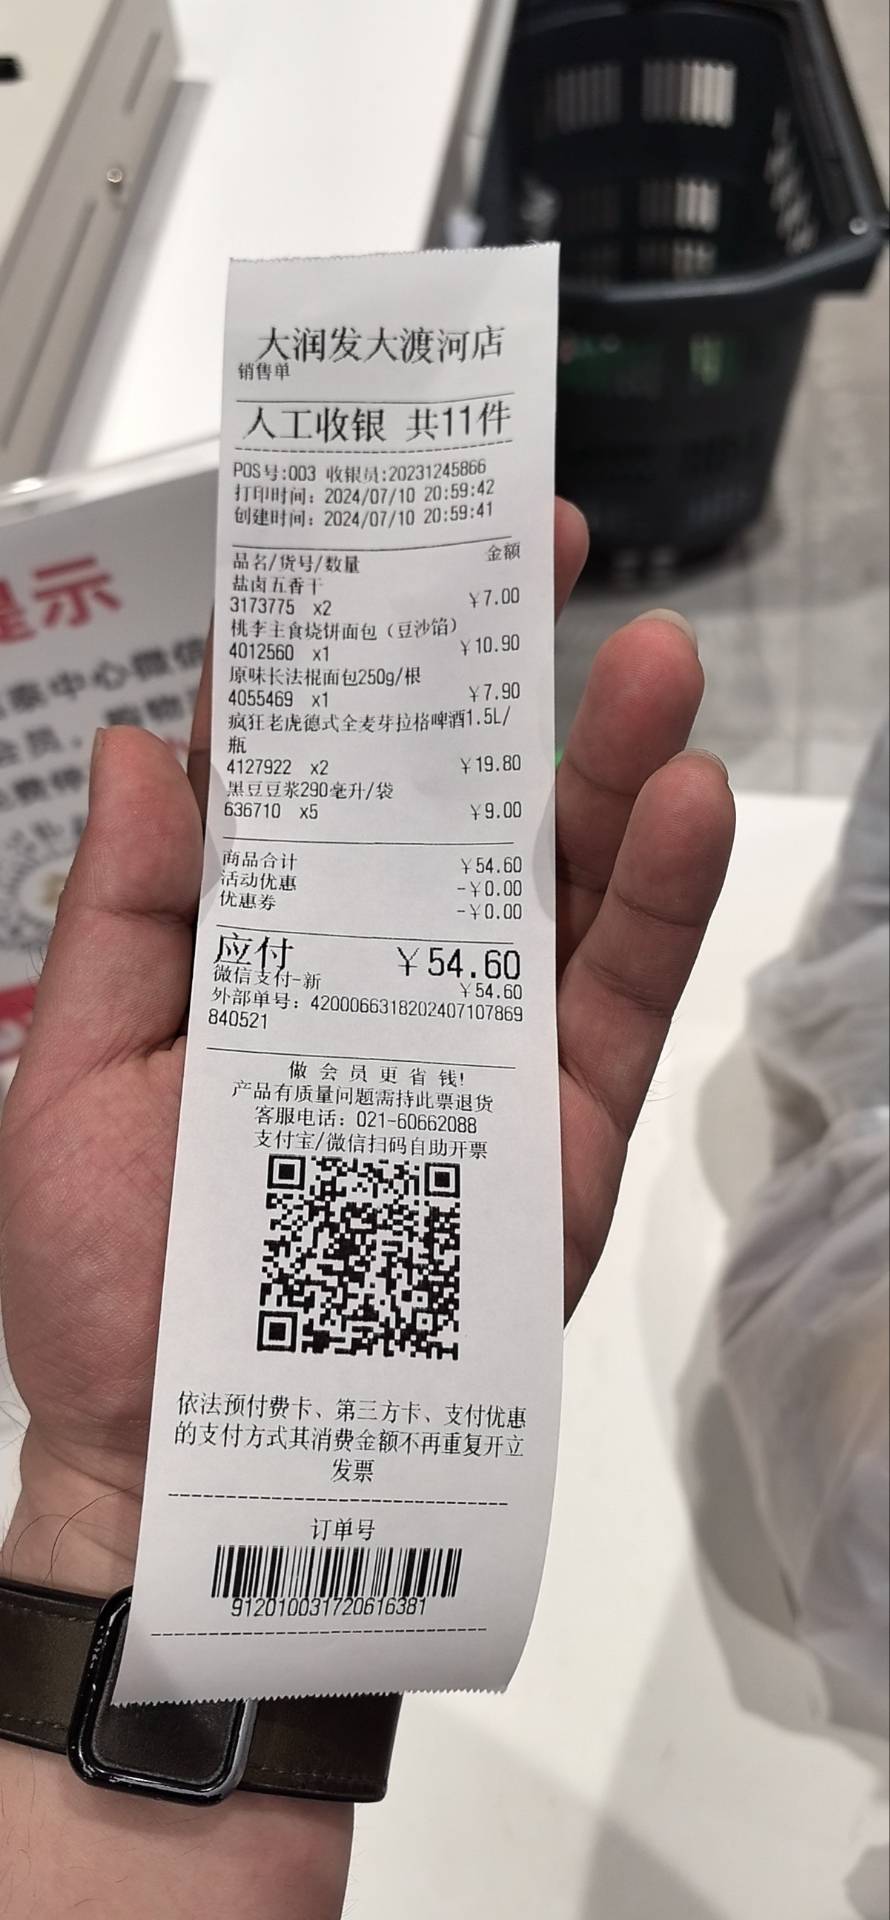 大润发大渡河店
销售单
人工收银 共11件
POS号:003 收银员:20231245866
打印时间: 2024/07/10 20:59:42
创建时间: 2024/07/10 20:59:41
品名/货号/数量 金额
盐卤五香干
3173775 x2 ¥7.00
桃李主食烧饼面包（豆沙馅）
4012560 x1 ¥10.90
原味长法棍面包250g/根
4055469 x1 ¥7.90
疯狂老虎德式全麦芽拉格啤酒1.5L/
瓶
4127922 x2 ¥19.80
黑豆豆浆290毫升/袋
636710 x5 ¥9.00
商品合计 ¥54.60
活动优惠 -¥0.00
优惠券 -¥0.00
应付 ¥54.60
微信支付-新 ¥54.60
外部单号: 4200066318202407107869
840521
做会员更省钱!
产品有质量问题需持此票退货
客服电话: 021-60662088
支付宝/微信扫码自助开票
依法预付费卡、第三方卡、支付优惠
的支付方式其消费金额不再重复开立
发票
订单号
912010031720616381
提示
中心微信
会员，购物
费停